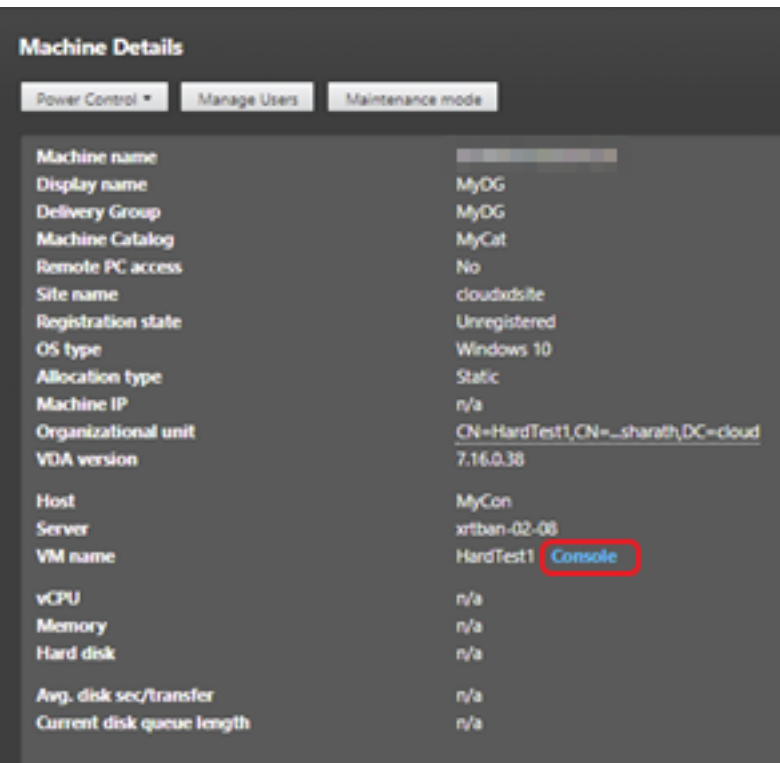 Machine Details
Power Control Manage Users Maintenance mode
Machine name
Display name MyDG
Delivery Group MyDG
Machine Catalog MyCat
Remote PC access No
Site name cloudxdsite
Registration state Unregistered
OS type Windows 10
Allocation type Static
Machine IP n/a
Organizational unit CN=HardTest1,CN=...sharath,DC=cloud
VDA version 7.16.0.38
Host MyCon
Server xrtban-02-08
VM name HardTest1 Console
vCPU n/a
Memory n/a
Hard disk n/a
Avg. disk sec/transfer n/a
Current disk queue length n/a